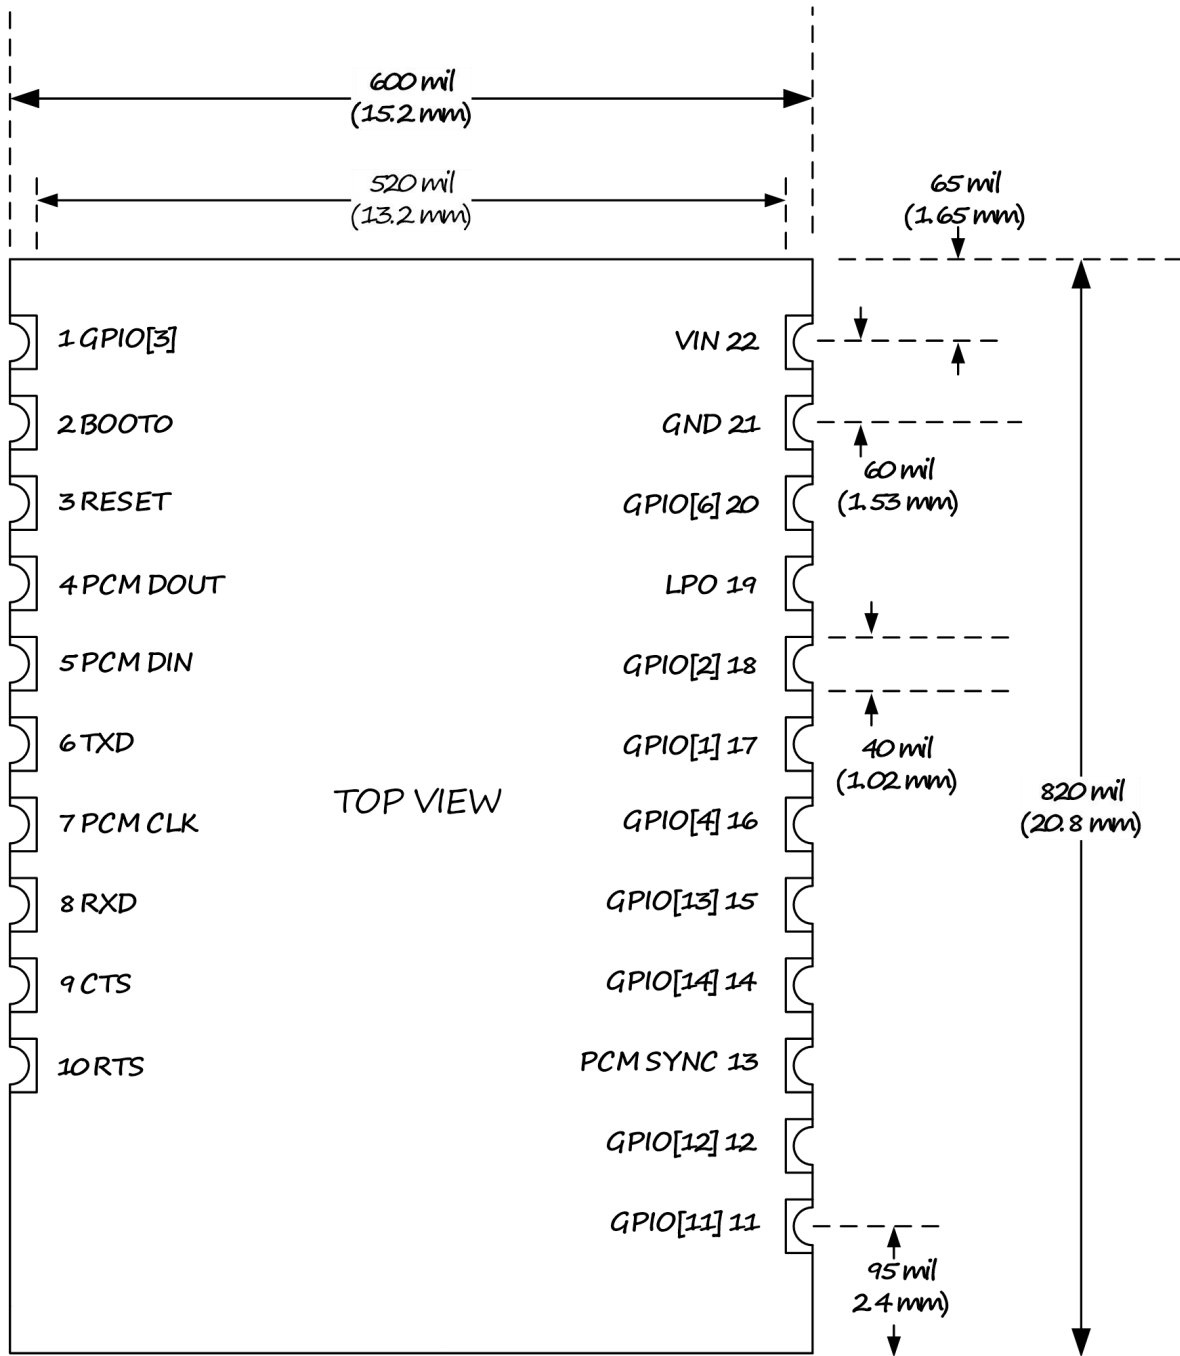 600 mil
(15.2 mm)
520 mil
(13.2 mm)
65 mil
(1.65 mm)
1 GPIO[3]
VIN 22
2 BOOT0
GND 21
60 mil
(1.53 mm)
3 RESET
GPIO[6] 20
4 PCM DOUT
LPO 19
5 PCM DIN
GPIO[2] 18
6 TXD
GPIO[1] 17
40 mil
(1.02 mm)
TOP VIEW
820 mil
(20.8 mm)
7 PCM CLK
GPIO[4] 16
8 RXD
GPIO[13] 15
9 CTS
GPIO[14] 14
10 RTS
PCM SYNC 13
GPIO[12] 12
GPIO[11] 11
95 mil
2.4 mm)